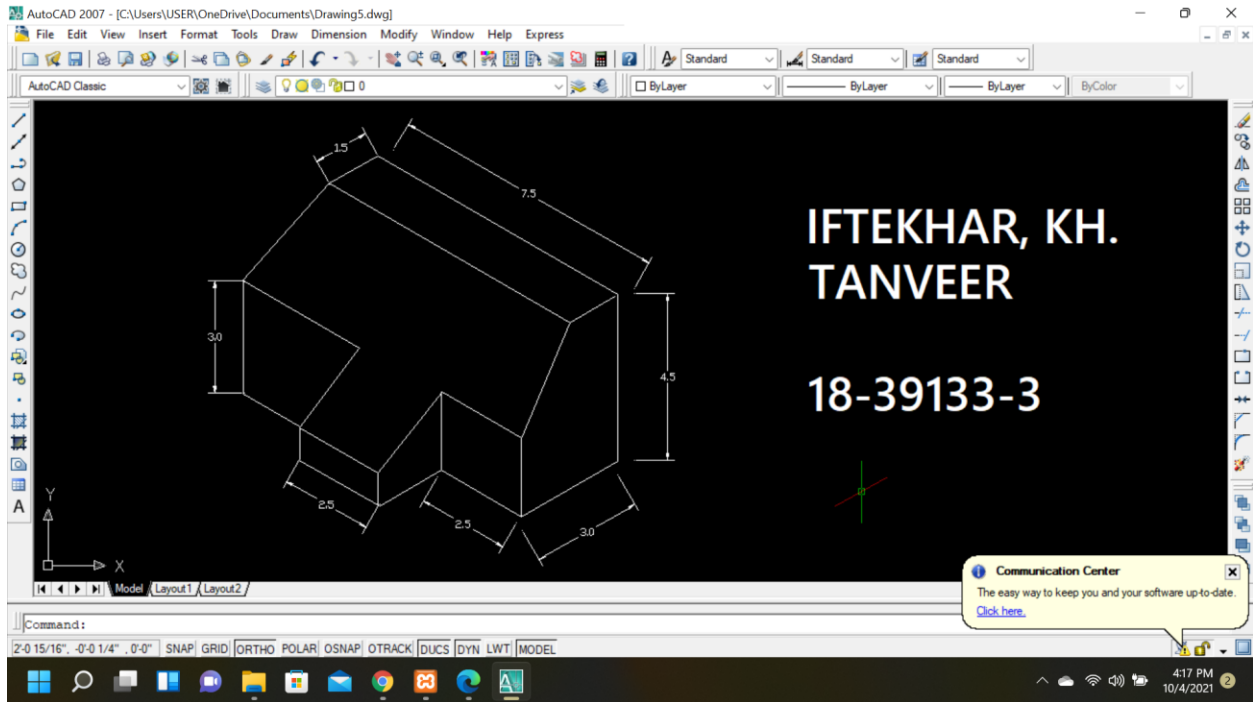 AutoCAD 2007 - [C:\Users\USER\OneDrive\Documents\Drawing5.dwg]
File Edit View Insert Format Tools Draw Dimension Modify Window Help Express
Standard Standard Standard
AutoCAD Classic 0 ByLayer ByLayer ByLayer ByColor
1.5
7.5
IFTEKHAR, KH.
TANVEER
3.0
4.5
18-39133-3
2.5
2.5
3.0
A
Y
X
Communication Center
The easy way to keep you and your software up-to-date.
Click here.
Model Layout1 Layout2
Command:
2'-0 15/16", -0'-0 1/4" , 0'-0" SNAP GRID ORTHO POLAR OSNAP OTRACK DUCS DYN LWT MODEL
4:17 PM
10/4/2021
2